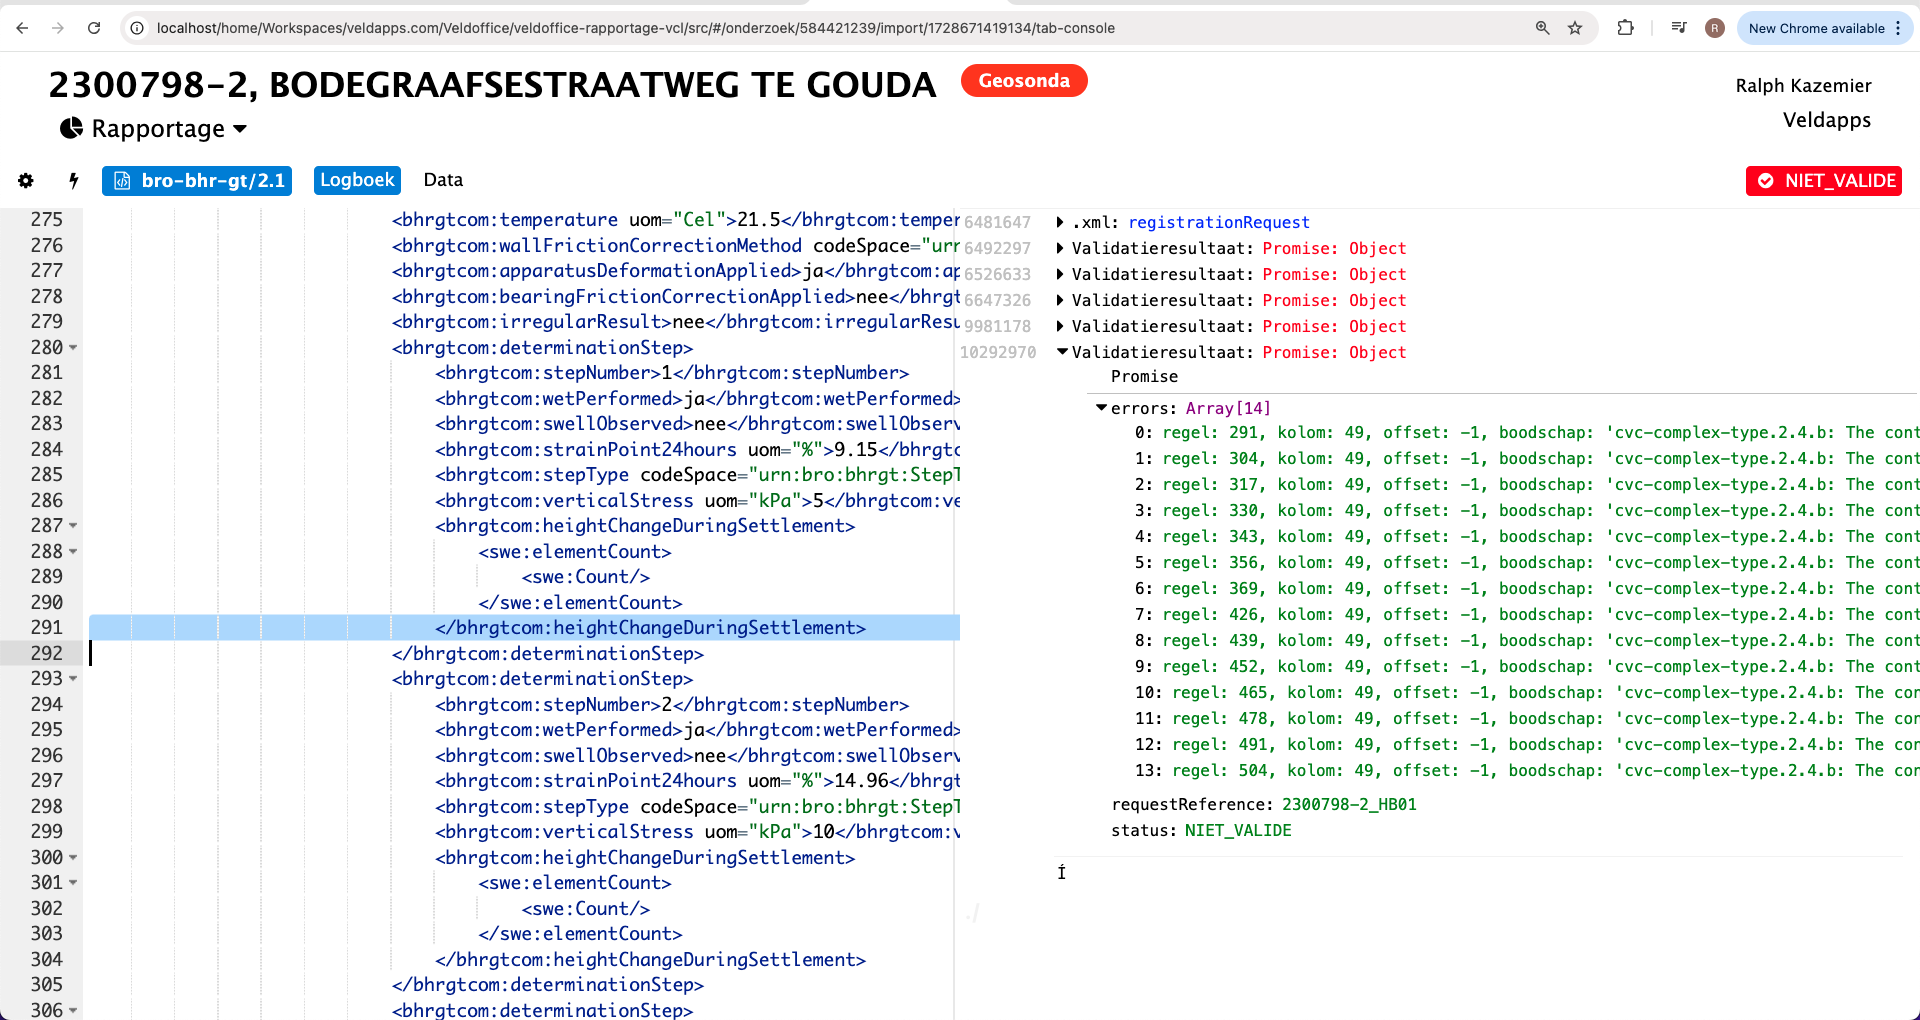 localhost/home/Workspaces/veldapps.com/Veldoffice/veldoffice-rapportage-vcl/src/#/onderzoek/584421239/import/1728671419134/tab-console
R
New Chrome available
2300798-2, BODEGRAAFSESTRAATWEG TE GOUDA
Geosonda
Ralph Kazemier
Rapportage
Veldapps
bro-bhr-gt/2.1
Logboek
Data
NIET_VALIDE
275 <bhrgtcom:temperature uom="Cel">21.5</bhrgtcom:temper
276 <bhrgtcom:wallFrictionCorrectionMethod codeSpace="urn
277 <bhrgtcom:apparatusDeformationApplied>ja</bhrgtcom:ap
278 <bhrgtcom:bearingFrictionCorrectionApplied>nee</bhrgt
279 <bhrgtcom:irregularResult>nee</bhrgtcom:irregularResu
280 <bhrgtcom:determinationStep>
281 <bhrgtcom:stepNumber>1</bhrgtcom:stepNumber>
282 <bhrgtcom:wetPerformed>ja</bhrgtcom:wetPerformed>
283 <bhrgtcom:swellObserved>nee</bhrgtcom:swellObserv
284 <bhrgtcom:strainPoint24hours uom="%">9.15</bhrgtc
285 <bhrgtcom:stepType codeSpace="urn:bro:bhrgt:StepT
286 <bhrgtcom:verticalStress uom="kPa">5</bhrgtcom:ve
287 <bhrgtcom:heightChangeDuringSettlement>
288 <swe:elementCount>
289 <swe:Count/>
290 </swe:elementCount>
291 </bhrgtcom:heightChangeDuringSettlement>
292 </bhrgtcom:determinationStep>
293 <bhrgtcom:determinationStep>
294 <bhrgtcom:stepNumber>2</bhrgtcom:stepNumber>
295 <bhrgtcom:wetPerformed>ja</bhrgtcom:wetPerformed>
296 <bhrgtcom:swellObserved>nee</bhrgtcom:swellObserv
297 <bhrgtcom:strainPoint24hours uom="%">14.96</bhrgt
298 <bhrgtcom:stepType codeSpace="urn:bro:bhrgt:StepT
299 <bhrgtcom:verticalStress uom="kPa">10</bhrgtcom:v
300 <bhrgtcom:heightChangeDuringSettlement>
301 <swe:elementCount>
302 <swe:Count/>
303 </swe:elementCount>
304 </bhrgtcom:heightChangeDuringSettlement>
305 </bhrgtcom:determinationStep>
306 <bhrgtcom:determinationStep>
6481647 .xml: registrationRequest
6492297 Validatieresultaat: Promise: Object
6526633 Validatieresultaat: Promise: Object
6647326 Validatieresultaat: Promise: Object
9981178 Validatieresultaat: Promise: Object
10292970 Validatieresultaat: Promise: Object
Promise
errors: Array[14]
0: regel: 291, kolom: 49, offset: -1, boodschap: 'cvc-complex-type.2.4.b: The cont
1: regel: 304, kolom: 49, offset: -1, boodschap: 'cvc-complex-type.2.4.b: The cont
2: regel: 317, kolom: 49, offset: -1, boodschap: 'cvc-complex-type.2.4.b: The cont
3: regel: 330, kolom: 49, offset: -1, boodschap: 'cvc-complex-type.2.4.b: The cont
4: regel: 343, kolom: 49, offset: -1, boodschap: 'cvc-complex-type.2.4.b: The cont
5: regel: 356, kolom: 49, offset: -1, boodschap: 'cvc-complex-type.2.4.b: The cont
6: regel: 369, kolom: 49, offset: -1, boodschap: 'cvc-complex-type.2.4.b: The cont
7: regel: 426, kolom: 49, offset: -1, boodschap: 'cvc-complex-type.2.4.b: The cont
8: regel: 439, kolom: 49, offset: -1, boodschap: 'cvc-complex-type.2.4.b: The cont
9: regel: 452, kolom: 49, offset: -1, boodschap: 'cvc-complex-type.2.4.b: The cont
10: regel: 465, kolom: 49, offset: -1, boodschap: 'cvc-complex-type.2.4.b: The con
11: regel: 478, kolom: 49, offset: -1, boodschap: 'cvc-complex-type.2.4.b: The con
12: regel: 491, kolom: 49, offset: -1, boodschap: 'cvc-complex-type.2.4.b: The con
13: regel: 504, kolom: 49, offset: -1, boodschap: 'cvc-complex-type.2.4.b: The con
requestReference: 2300798-2_HB01
status: NIET_VALIDE
Í
./